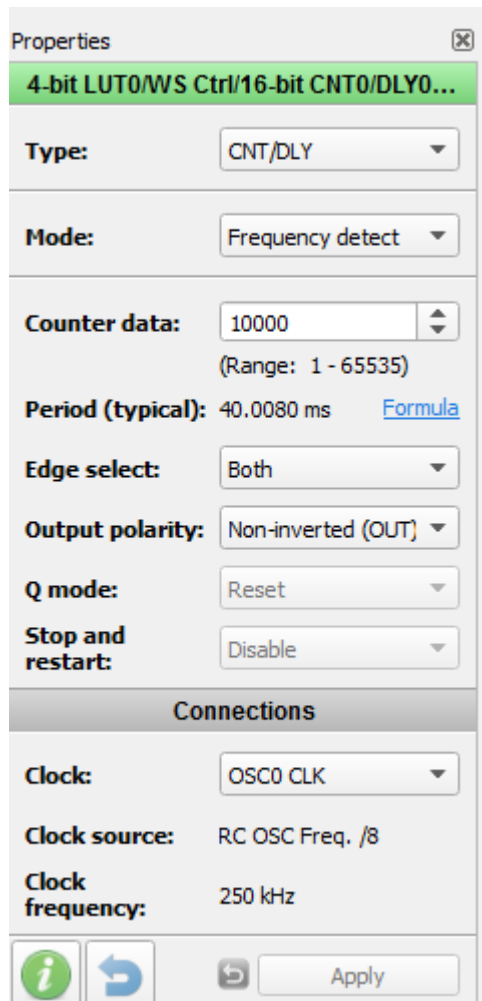 Properties
4-bit LUT0/WS Ctrl/16-bit CNT0/DLY0...
Type: CNT/DLY
Mode: Frequency detect
Counter data: 10000
(Range: 1 - 65535)
Period (typical): 40.0080 ms Formula
Edge select: Both
Output polarity: Non-inverted (OUT)
Q mode: Reset
Stop and
restart: Disable
Connections
Clock: OSC0 CLK
Clock source: RC OSC Freq. /8
Clock
frequency: 250 kHz
Apply